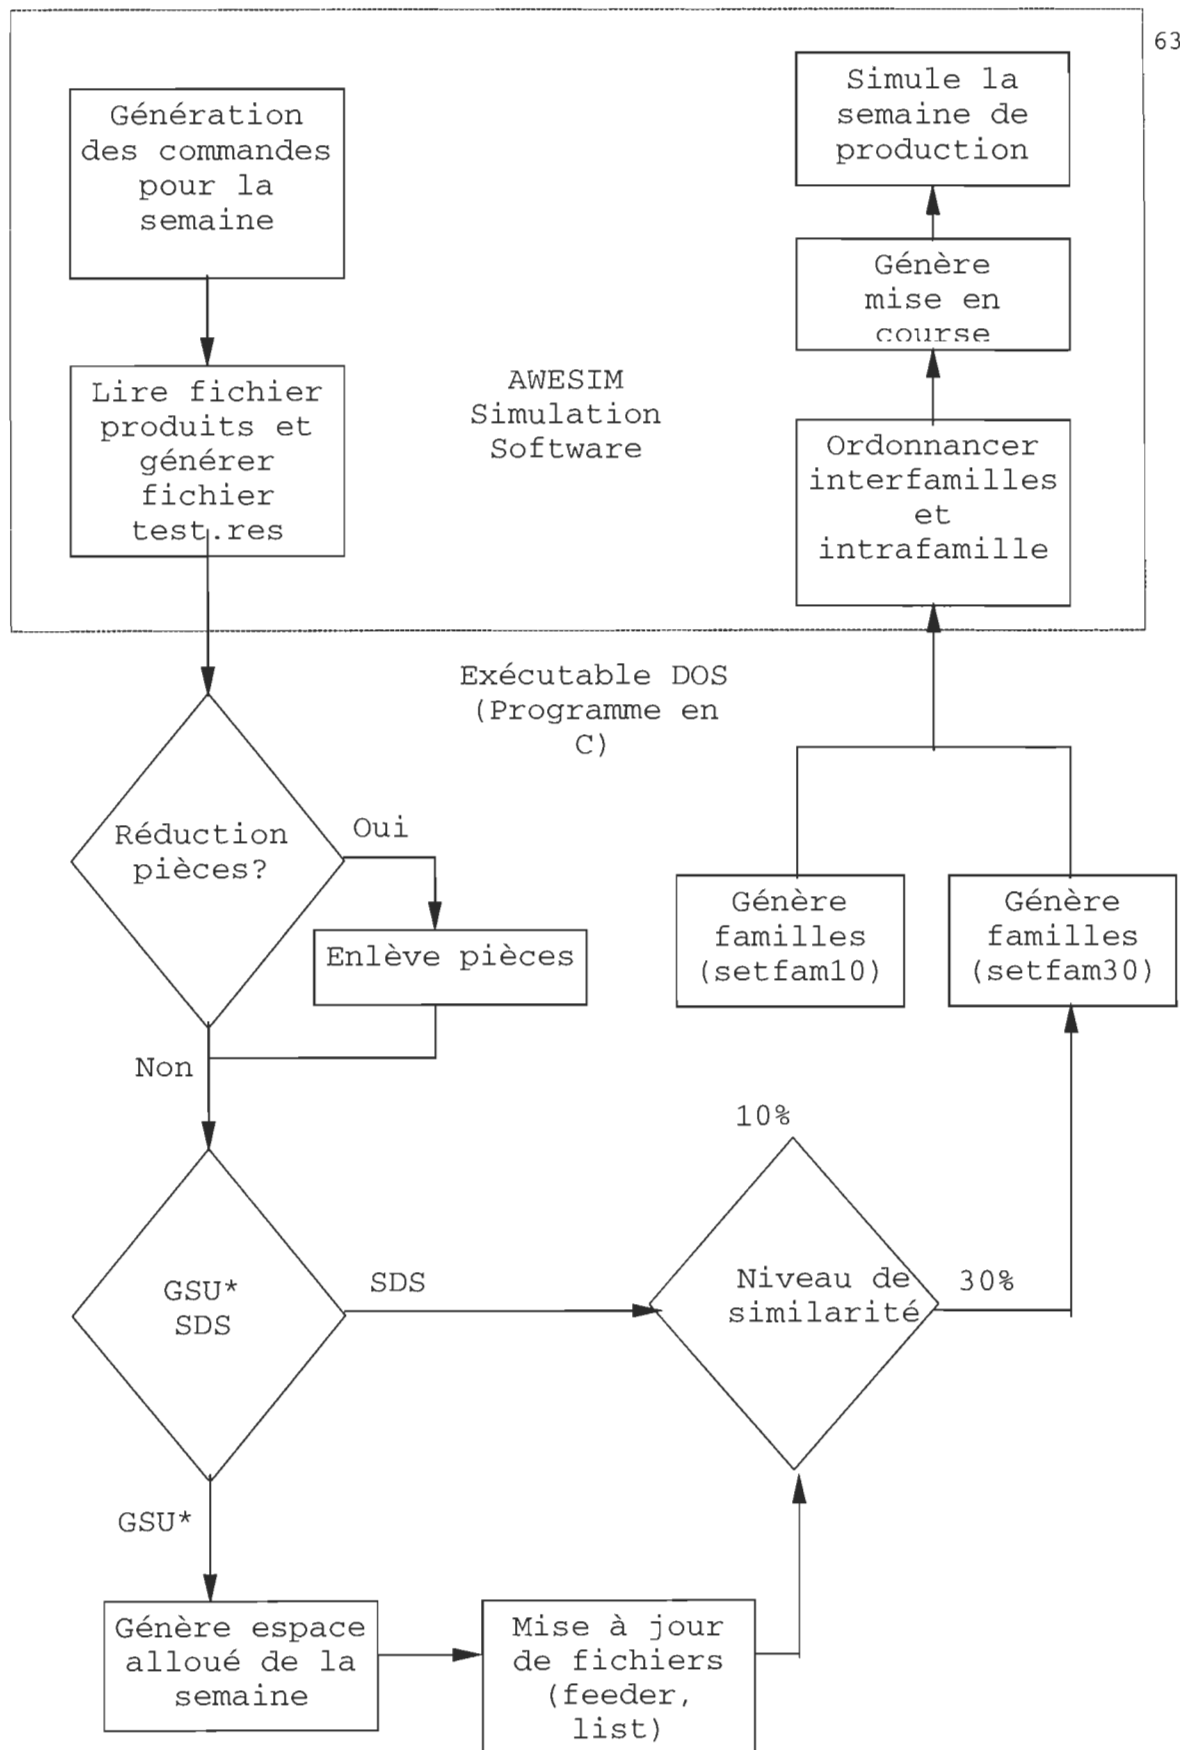 63
Génération
des commandes
pour la
semaine
Lire fichier
produits et
générer
fichier
test.res
AWESIM
Simulation
Software
Simule la
semaine de
production
Génère
mise en
course
Ordonnancer
interfamilles
et
intrafamille
Exécutable DOS
(Programme en
C)
Réduction
pièces?
Oui
Enlève pièces
Non
Génère
familles
(setfam10)
Génère
familles
(setfam30)
GSU*
SDS
SDS
10%
Niveau de
similarité
30%
GSU*
Génère espace
alloué de la
semaine
Mise à jour
de fichiers
(feeder,
list)